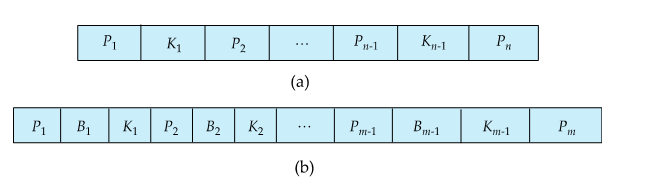 P₁ K₁ P₂ ... Pₙ₋₁ Kₙ₋₁ Pₙ
(a)
P₁ B₁ K₁ P₂ B₂ K₂ ... Pₘ₋₁ Bₘ₋₁ Kₘ₋₁ Pₘ
(b)